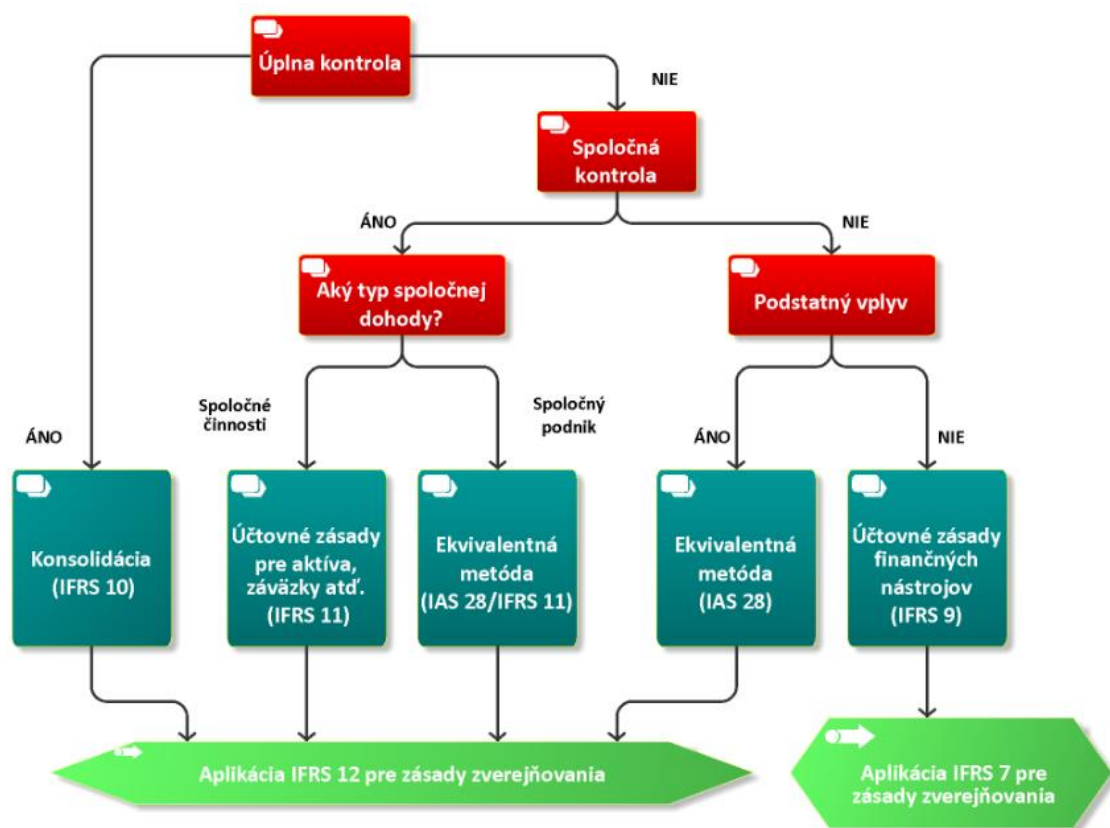 Úplna kontrola
NIE
Spoločná
kontrola
ÁNO
NIE
Aký typ spoločnej
dohody?
Podstatný vplyv
Spoločné
činnosti
Spoločný
podnik
ÁNO
ÁNO
NIE
Konsolidácia
(IFRS 10)
Účtovné zásady
pre aktíva,
záväzky atď.
(IFRS 11)
Ekvivalentná
metóda
(IAS 28/IFRS 11)
Ekvivalentná
metóda
(IAS 28)
Účtovné zásady
finančných
nástrojov
(IFRS 9)
Aplikácia IFRS 12 pre zásady zverejňovania
Aplikácia IFRS 7 pre
zásady zverejňovania